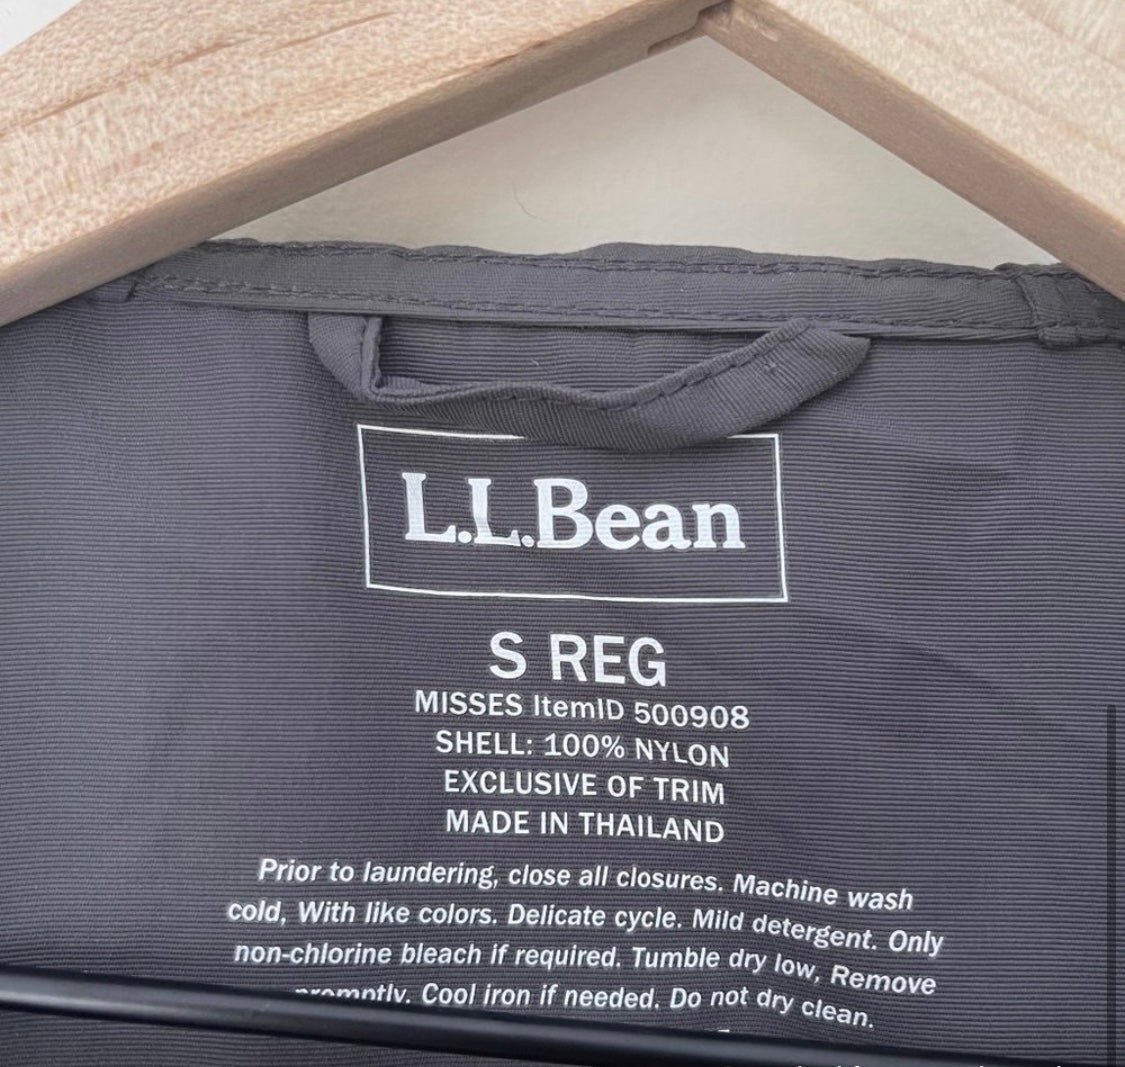 L.L.Bean
S REG
MISSES ItemID 500908
SHELL: 100% NYLON
EXCLUSIVE OF TRIM
MADE IN THAILAND
Prior to laundering, close all closures. Machine wash
cold, With like colors. Delicate cycle. Mild detergent. Only
non-chlorine bleach if required. Tumble dry low, Remove
promptly. Cool iron if needed. Do not dry clean.